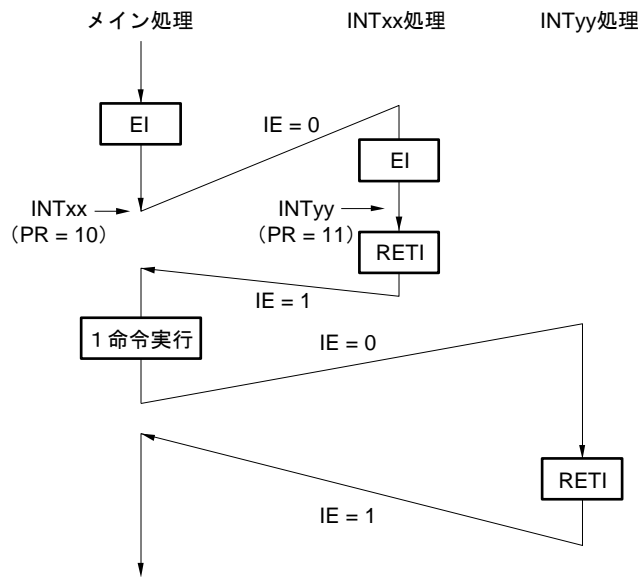 メイン処理
INTxx処理
INTyy処理
EI
IE = 0
EI
INTxx
（PR = 10）
INTyy
（PR = 11）
RETI
IE = 1
１命令実行
IE = 0
RETI
IE = 1